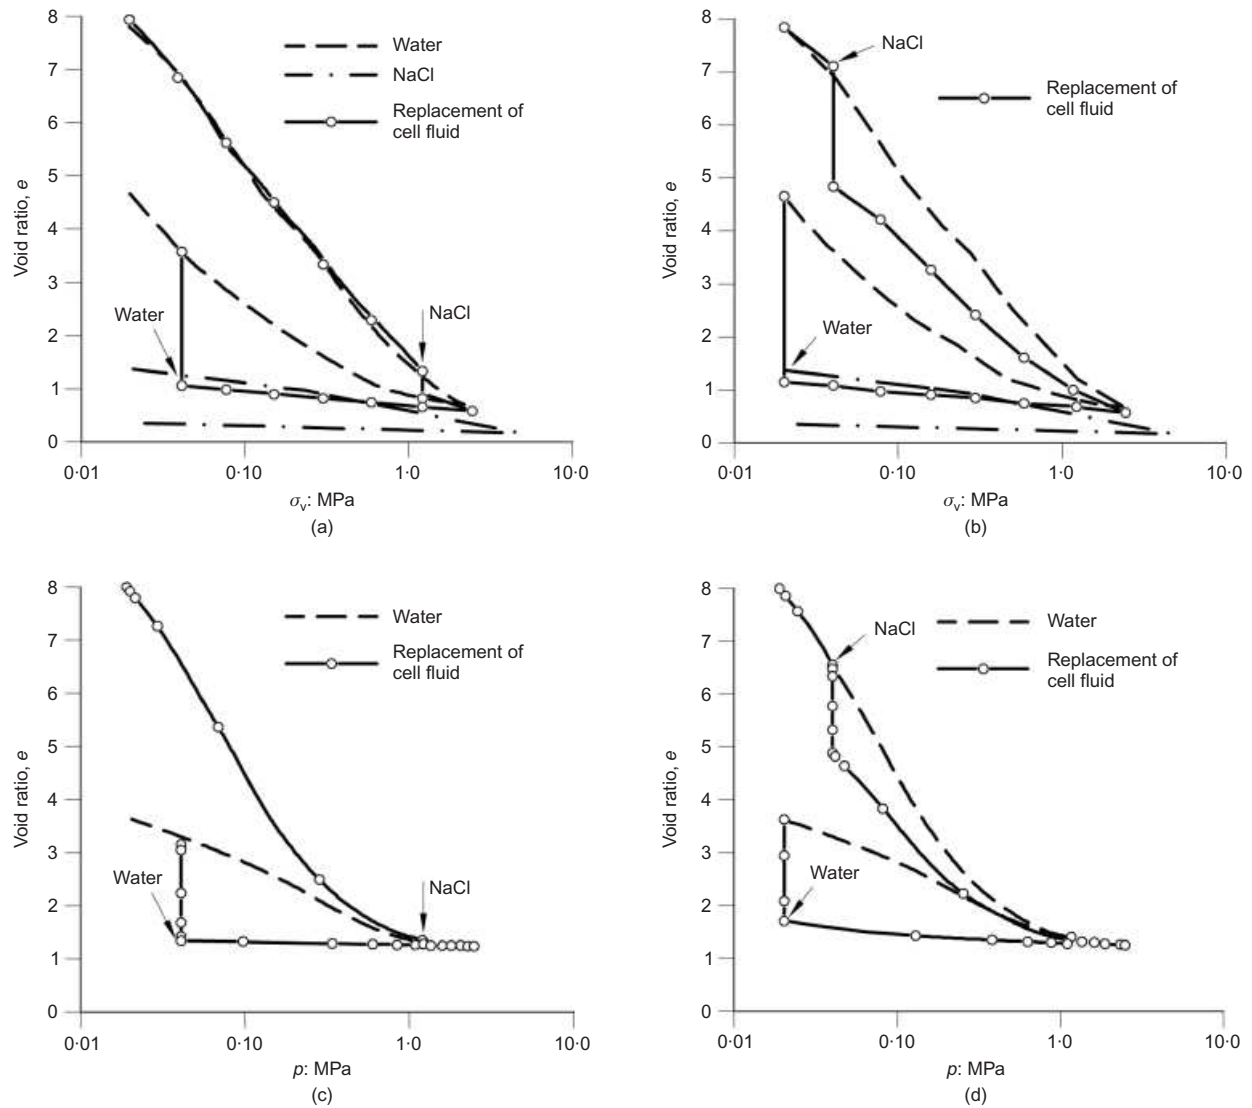 8
7
6
5
4
3
2
1
0
Void ratio, e
Water
NaCl
Replacement of
cell fluid
Water
NaCl
0·01
0·10
1·0
10·0
σv: MPa
(a)
8
7
6
5
4
3
2
1
0
Void ratio, e
NaCl
Replacement of
cell fluid
Water
0·01
0·10
1·0
10·0
σv: MPa
(b)
8
7
6
5
4
3
2
1
0
Void ratio, e
Water
Replacement of
cell fluid
Water
NaCl
0·01
0·10
1·0
10·0
p: MPa
(c)
8
7
6
5
4
3
2
1
0
Void ratio, e
NaCl
Water
Replacement of
cell fluid
Water
0·01
0·10
1·0
10·0
p: MPa
(d)